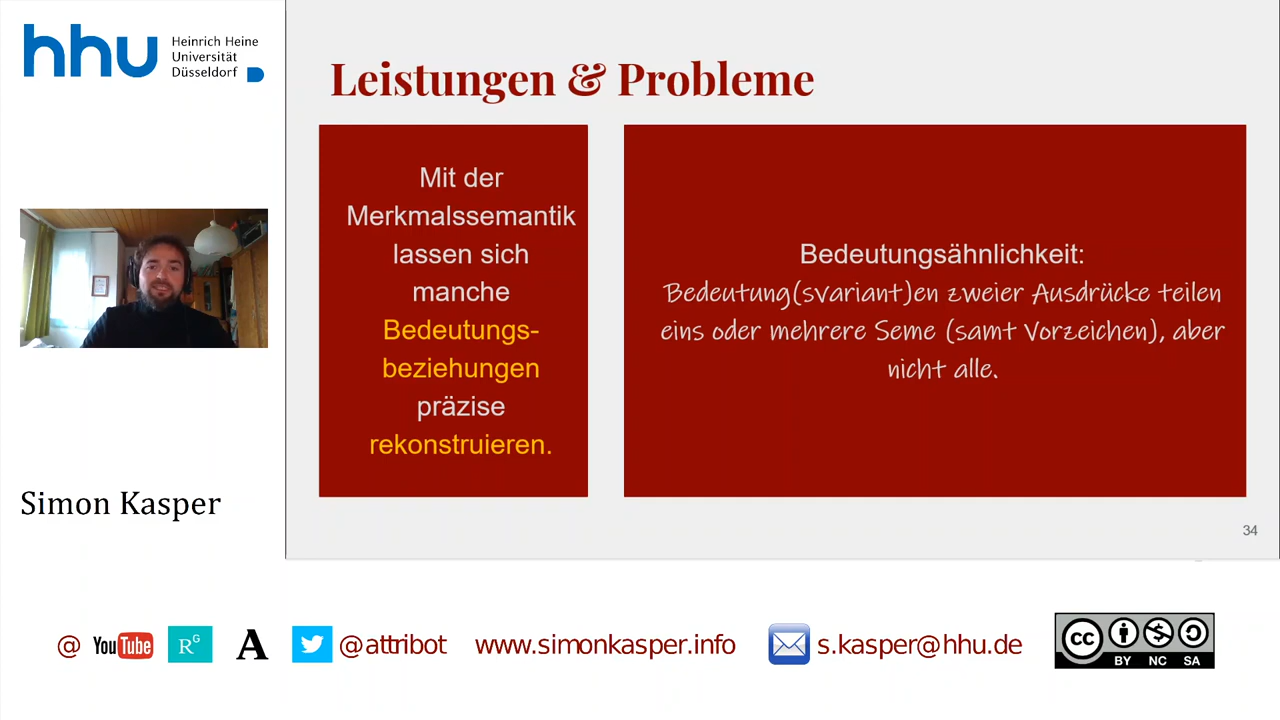 hhu Heinrich Heine
Universität
Düsseldorf
Leistungen & Probleme
Mit der
Merkmalssemantik
lassen sich
manche
Bedeutungs-
beziehungen
präzise
rekonstruieren.
Bedeutungsähnlichkeit:
Bedeutung(svariant)en zweier Ausdrücke teilen
eins oder mehrere Seme (samt Vorzeichen), aber
nicht alle.
Simon Kasper
34
@ YouTube RG A @attribot www.simonkasper.info s.kasper@hhu.de cc
BY NC SA